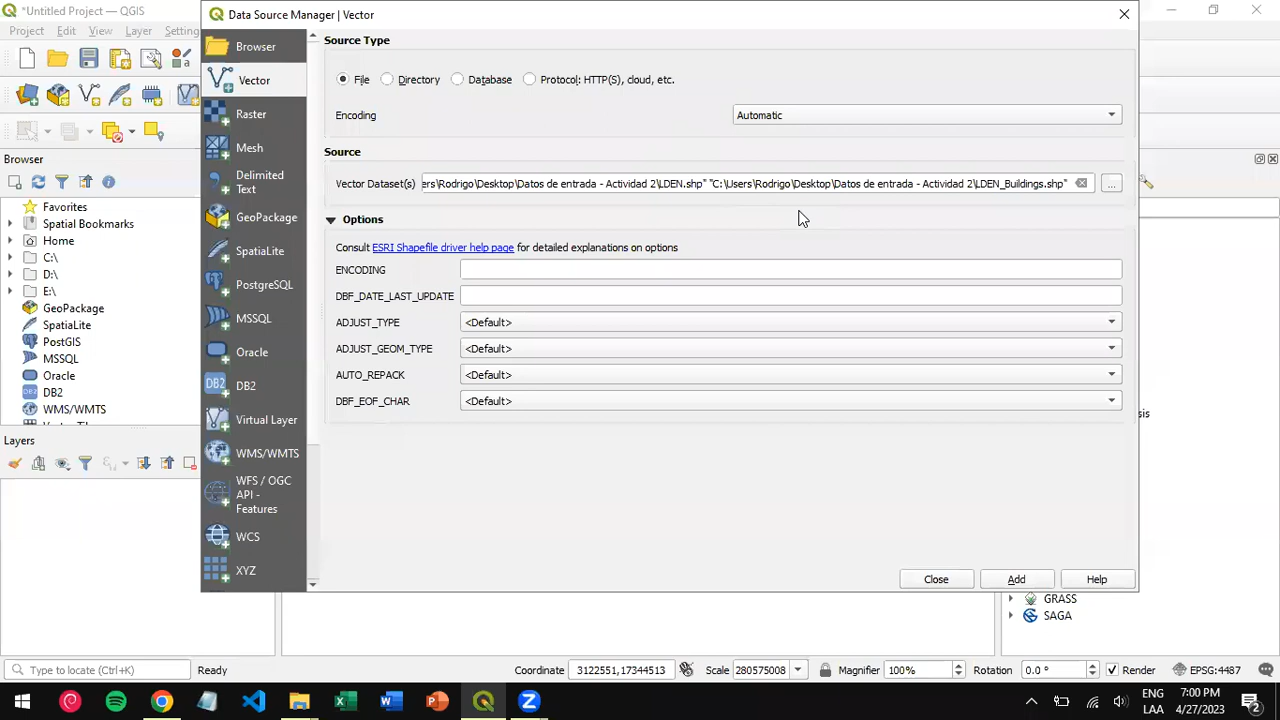 *Untitled Project — QGIS
Project Edit View Layer Setting
Data Source Manager | Vector
Browser
Vector
Raster
Mesh
Delimited
Text
GeoPackage
SpatiaLite
PostgreSQL
MSSQL
Oracle
DB2
Virtual Layer
WMS/WMTS
WFS / OGC
API -
Features
WCS
XYZ
Source Type
File Directory Database Protocol: HTTP(S), cloud, etc.
Encoding Automatic
Source
Vector Dataset(s) ers\Rodrigo\Desktop\Datos de entrada - Actividad 2\LDEN.shp" "C:\Users\Rodrigo\Desktop\Datos de entrada - Actividad 2\LDEN_Buildings.shp" ...
Options
Consult ESRI Shapefile driver help page for detailed explanations on options
ENCODING
DBF_DATE_LAST_UPDATE
ADJUST_TYPE <Default>
ADJUST_GEOM_TYPE <Default>
AUTO_REPACK <Default>
DBF_EOF_CHAR <Default>
Close Add Help
Browser
Favorites
Spatial Bookmarks
Home
C:\
D:\
E:\
GeoPackage
SpatiaLite
PostGIS
MSSQL
Oracle
DB2
WMS/WMTS
Layers
sis
GRASS
SAGA
Type to locate (Ctrl+K) Ready Coordinate 3122551,17344513 Scale 280575008 Magnifier 100% Rotation 0.0 ° Render EPSG:4487
ENG 7:00 PM
LAA 4/27/2023 2